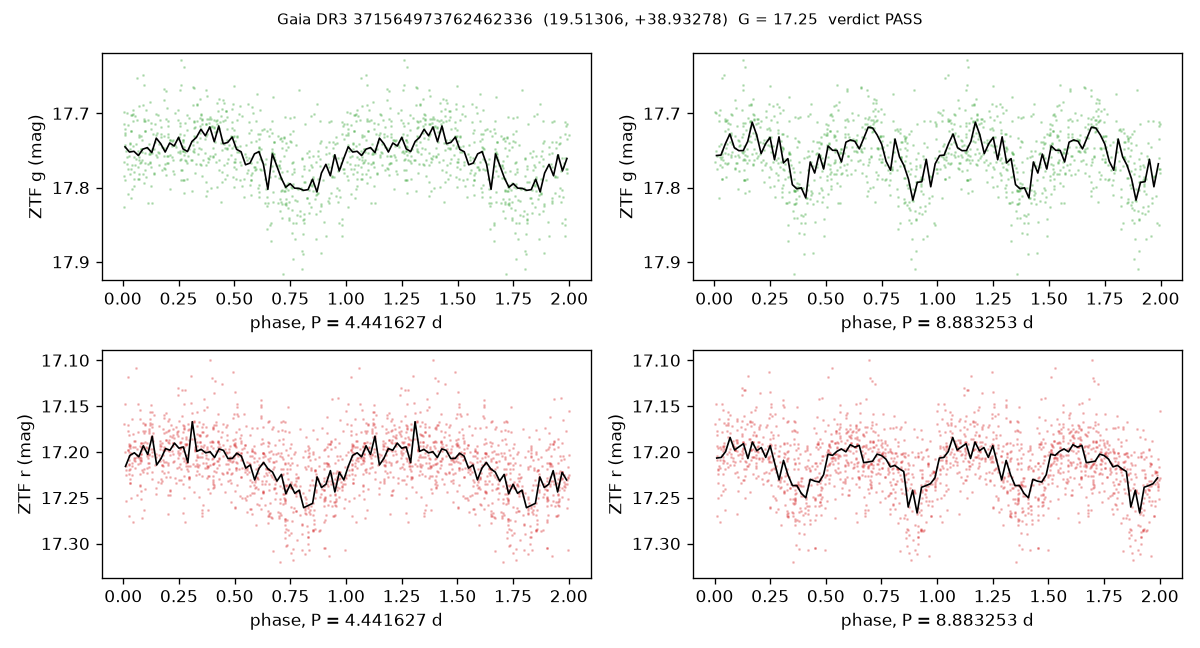 Gaia DR3 371564973762462336 (19.51306, +38.93278) G = 17.25 verdict PASS
ZTF g (mag)
17.7
17.8
17.9
0.00 0.25 0.50 0.75 1.00 1.25 1.50 1.75 2.00
phase, P = 4.441627 d
ZTF g (mag)
17.7
17.8
17.9
0.00 0.25 0.50 0.75 1.00 1.25 1.50 1.75 2.00
phase, P = 8.883253 d
ZTF r (mag)
17.10
17.15
17.20
17.25
17.30
0.00 0.25 0.50 0.75 1.00 1.25 1.50 1.75 2.00
phase, P = 4.441627 d
ZTF r (mag)
17.10
17.15
17.20
17.25
17.30
0.00 0.25 0.50 0.75 1.00 1.25 1.50 1.75 2.00
phase, P = 8.883253 d